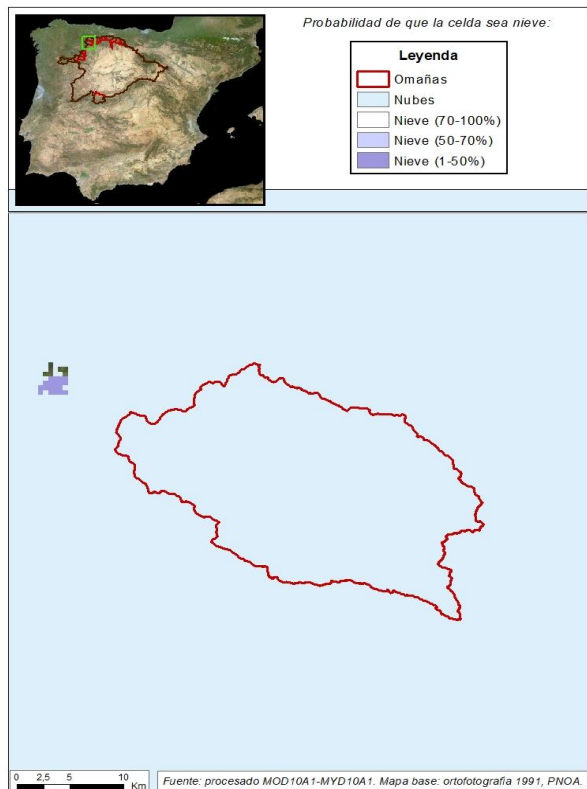 Probabilidad de que la celda sea nieve:
Leyenda
Omañas
Nubes
Nieve (70-100%)
Nieve (50-70%)
Nieve (1-50%)
0 2,5 5 10
Km
Fuente: procesado MOD10A1-MYD10A1. Mapa base: ortofotografía 1991, PNOA.